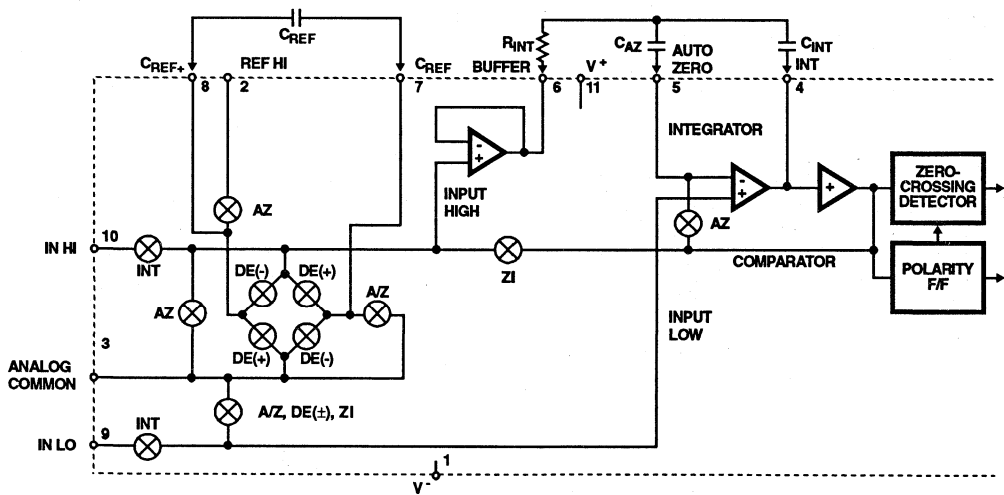 CREF
RINT
CAZ
CINT
CREF+
REF HI
CREF
BUFFER
V+
AUTO
ZERO
INT
8
2
7
6
11
5
4
INTEGRATOR
-
+
-
+
+
INPUT
HIGH
ZERO-
CROSSING
DETECTOR
AZ
AZ
IN HI
10
INT
ZI
COMPARATOR
POLARITY
F/F
DE(-)
DE(+)
A/Z
AZ
INPUT
LOW
DE(+)
DE(-)
3
ANALOG
COMMON
A/Z, DE(±), ZI
INT
IN LO
9
1
V-